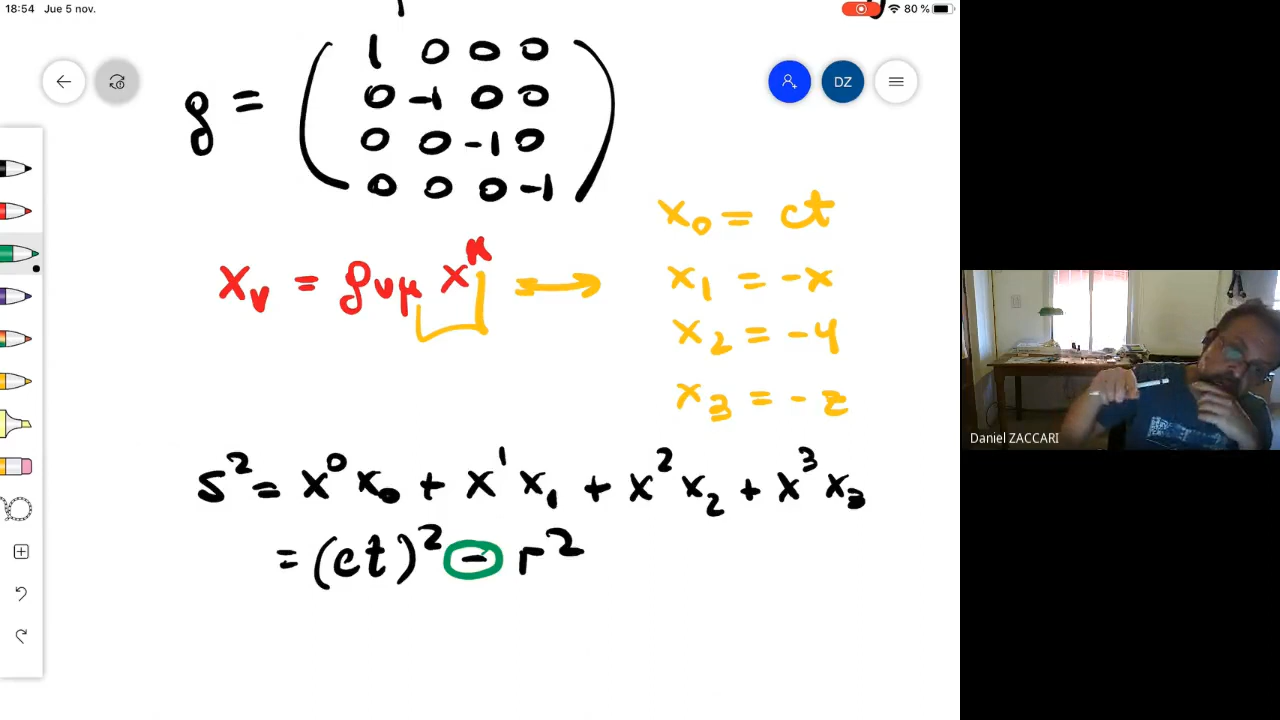 18:54 Jue 5 nov.
80 %
DZ
g = ( 1 0 0 0
0 -1 0 0
0 0 -1 0
0 0 0 -1 )
x₀ = ct
xᵥ = gᵥμ x^μ →
x₁ = -x
x₂ = -y
x₃ = -z
s² = x⁰x₀ + x¹x₁ + x²x₂ + x³x₃
= (ct)² - r²
Daniel ZACCARI